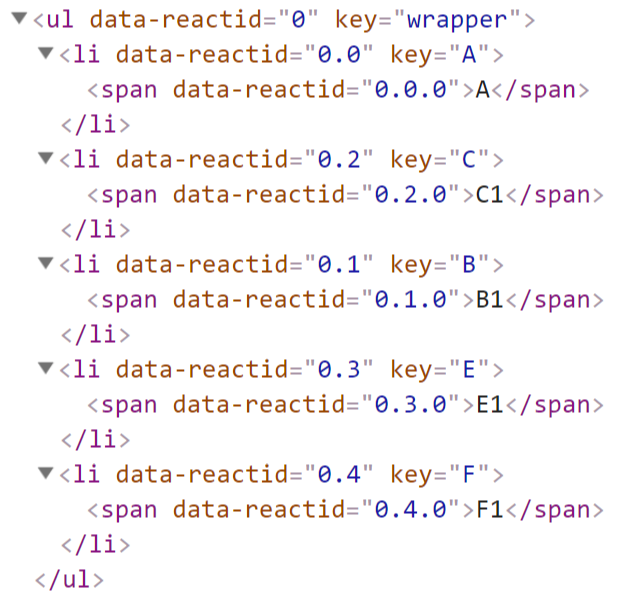 ▼<ul data-reactid="0" key="wrapper">
▼<li data-reactid="0.0" key="A">
<span data-reactid="0.0.0">A</span>
</li>
▼<li data-reactid="0.2" key="C">
<span data-reactid="0.2.0">C1</span>
</li>
▼<li data-reactid="0.1" key="B">
<span data-reactid="0.1.0">B1</span>
</li>
▼<li data-reactid="0.3" key="E">
<span data-reactid="0.3.0">E1</span>
</li>
▼<li data-reactid="0.4" key="F">
<span data-reactid="0.4.0">F1</span>
</li>
</ul>